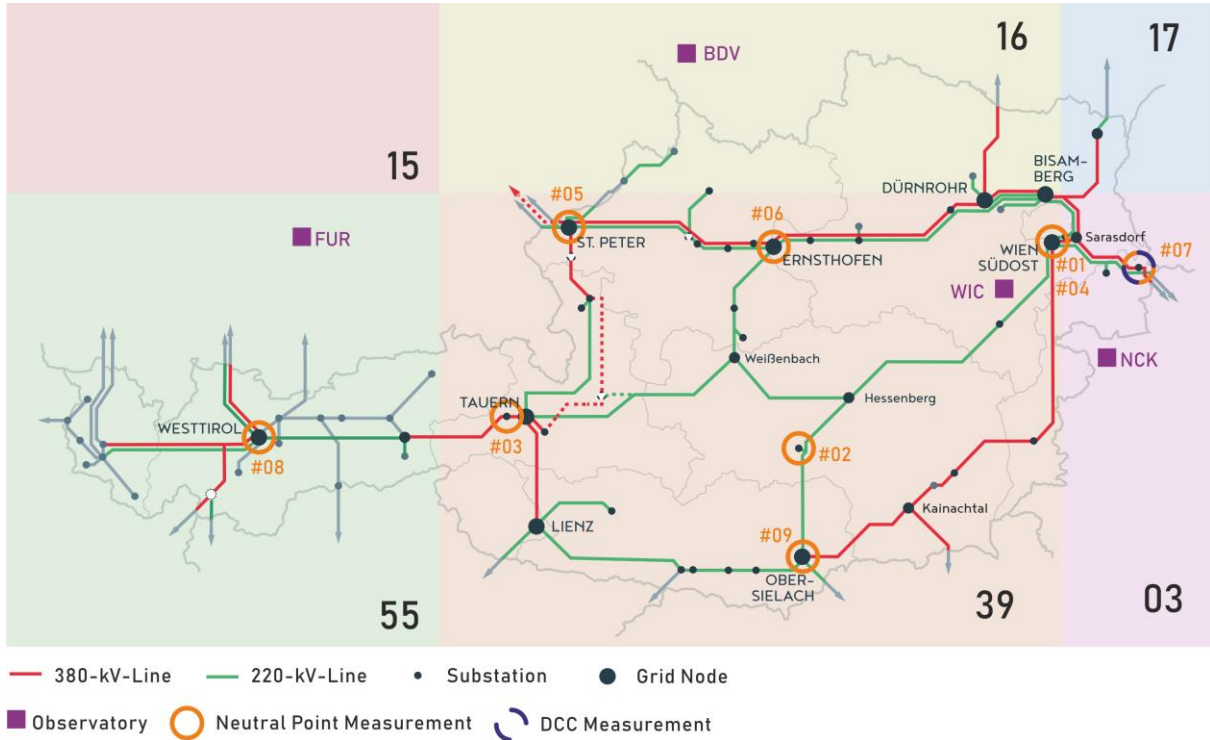 16
17
BDV
15
BISAM-
BERG
DÜRNROHR
#05
#06
FUR
ST. PETER
ERNSTHOFEN
WIEN
SÜDOST
Sarasdorf
#01
#04
#07
WIC
NCK
Weißenbach
TAUERN
Hessenberg
WESTTIROL
#08
#03
#02
Kainachtal
LIENZ
#09
OBER-
SIELACH
55
39
03
380-kV-Line
220-kV-Line
Substation
Grid Node
Observatory
Neutral Point Measurement
DCC Measurement